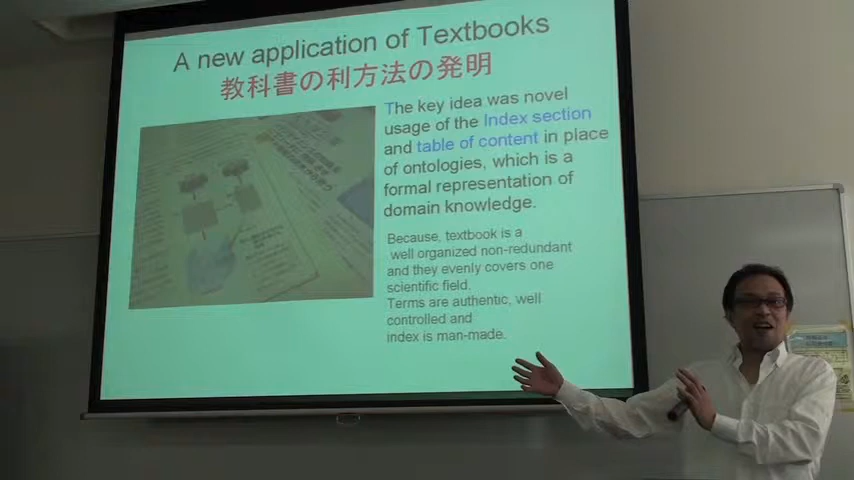 A new application of Textbooks
教科書の利方法の発明
The key idea was novel
usage of the Index section
and table of content in place
of ontologies, which is a
formal representation of
domain knowledge.
Because, textbook is a
well organized non-redundant
and they evenly covers one
scientific field.
Terms are authentic, well
controlled and
index is man-made.